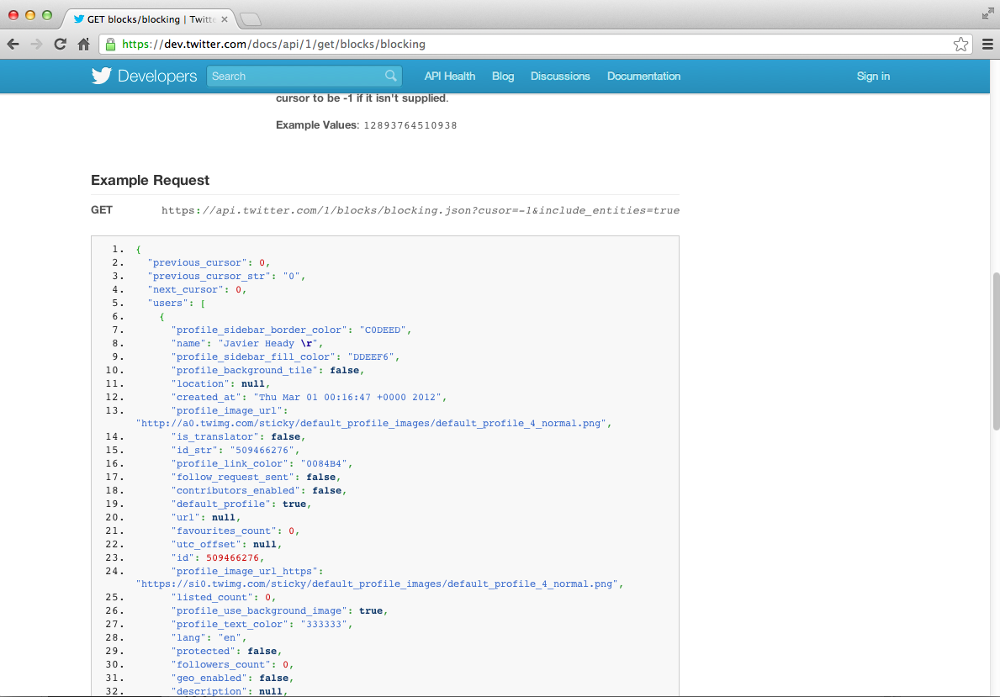 GET blocks/blocking | Twitte
https://dev.twitter.com/docs/api/1/get/blocks/blocking
Developers Search API Health Blog Discussions Documentation Sign in
cursor to be -1 if it isn't supplied.
Example Values: 12893764510938
Example Request
GET https://api.twitter.com/1/blocks/blocking.json?cusor=-1&include_entities=true
1. {
2. "previous_cursor": 0,
3. "previous_cursor_str": "0",
4. "next_cursor": 0,
5. "users": [
6. {
7. "profile_sidebar_border_color": "C0DEED",
8. "name": "Javier Heady \r",
9. "profile_sidebar_fill_color": "DDEEF6",
10. "profile_background_tile": false,
11. "location": null,
12. "created_at": "Thu Mar 01 00:16:47 +0000 2012",
13. "profile_image_url":
"http://a0.twimg.com/sticky/default_profile_images/default_profile_4_normal.png",
14. "is_translator": false,
15. "id_str": "509466276",
16. "profile_link_color": "0084B4",
17. "follow_request_sent": false,
18. "contributors_enabled": false,
19. "default_profile": true,
20. "url": null,
21. "favourites_count": 0,
22. "utc_offset": null,
23. "id": 509466276,
24. "profile_image_url_https":
"https://si0.twimg.com/sticky/default_profile_images/default_profile_4_normal.png",
25. "listed_count": 0,
26. "profile_use_background_image": true,
27. "profile_text_color": "333333",
28. "lang": "en",
29. "protected": false,
30. "followers_count": 0,
31. "geo_enabled": false,
32. "description": null,